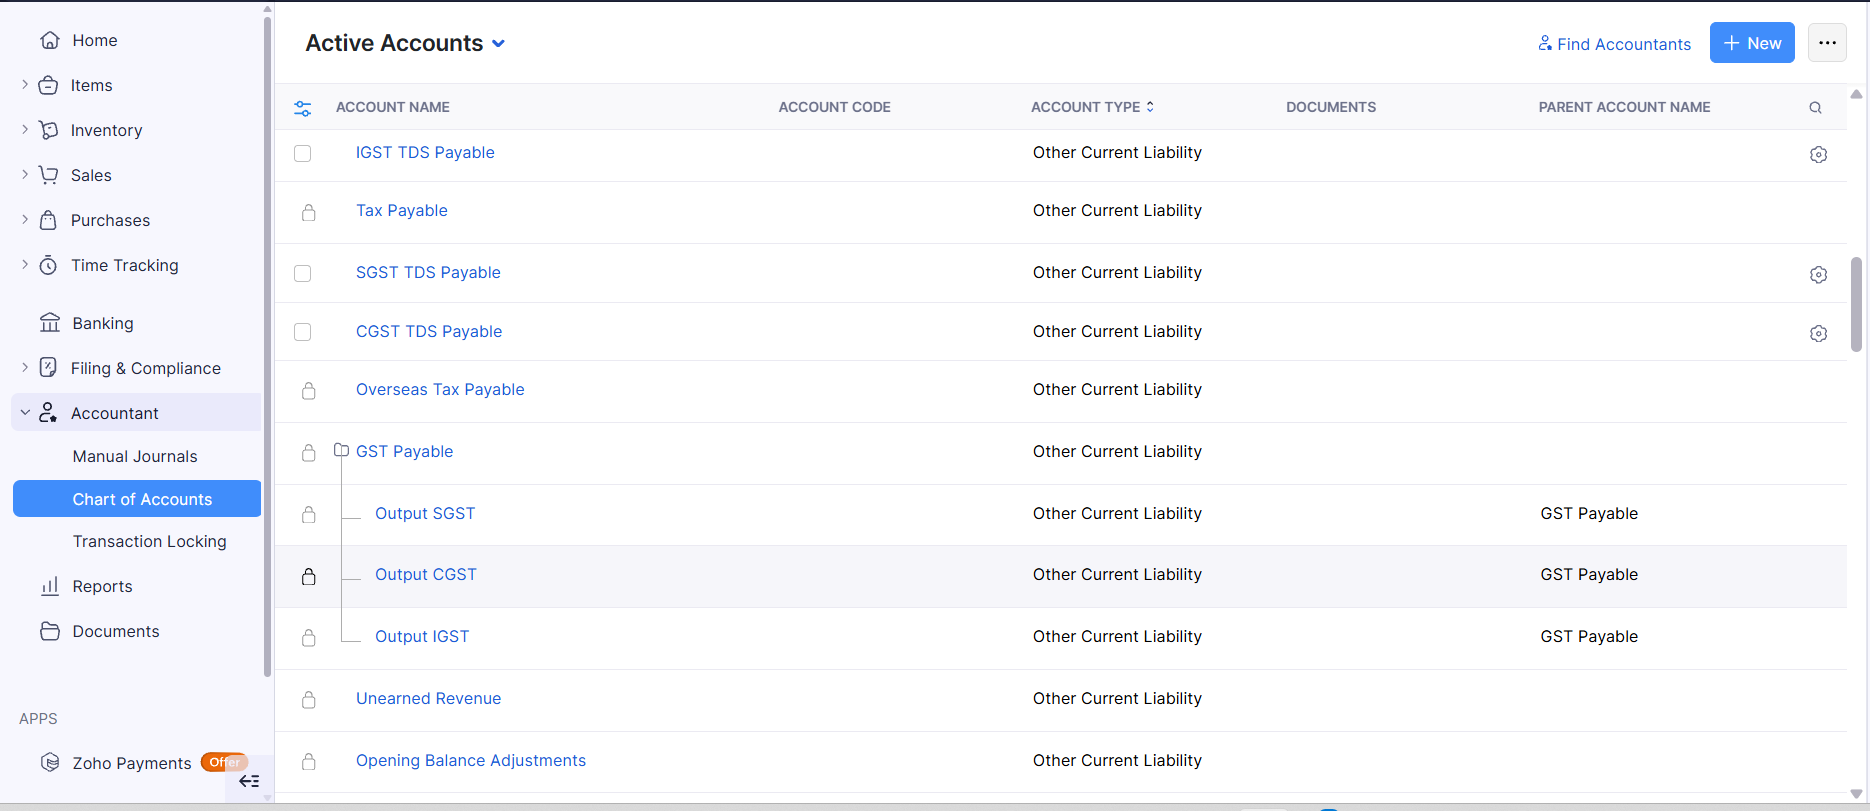 Home
Items
Inventory
Sales
Purchases
Time Tracking
Banking
Filing & Compliance
Accountant
Manual Journals
Chart of Accounts
Transaction Locking
Reports
Documents
APPS
Zoho Payments Offer
Active Accounts
Find Accountants
New
ACCOUNT NAME ACCOUNT CODE ACCOUNT TYPE DOCUMENTS PARENT ACCOUNT NAME
IGST TDS Payable Other Current Liability
Tax Payable Other Current Liability
SGST TDS Payable Other Current Liability
CGST TDS Payable Other Current Liability
Overseas Tax Payable Other Current Liability
GST Payable Other Current Liability
Output SGST Other Current Liability GST Payable
Output CGST Other Current Liability GST Payable
Output IGST Other Current Liability GST Payable
Unearned Revenue Other Current Liability
Opening Balance Adjustments Other Current Liability